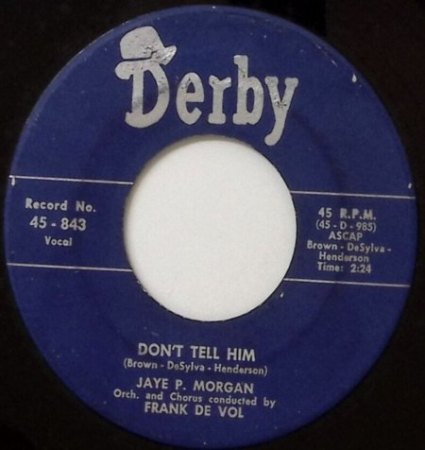 Derby
Record No.
45 - 843
Vocal
45 R.P.M.
(45 - D - 985)
ASCAP
Brown - DeSylva -
Henderson
Time: 2:24
DON'T TELL HIM
(Brown - DeSylva - Henderson)
JAYE P. MORGAN
Orch. and Chorus conducted by
FRANK DE VOL